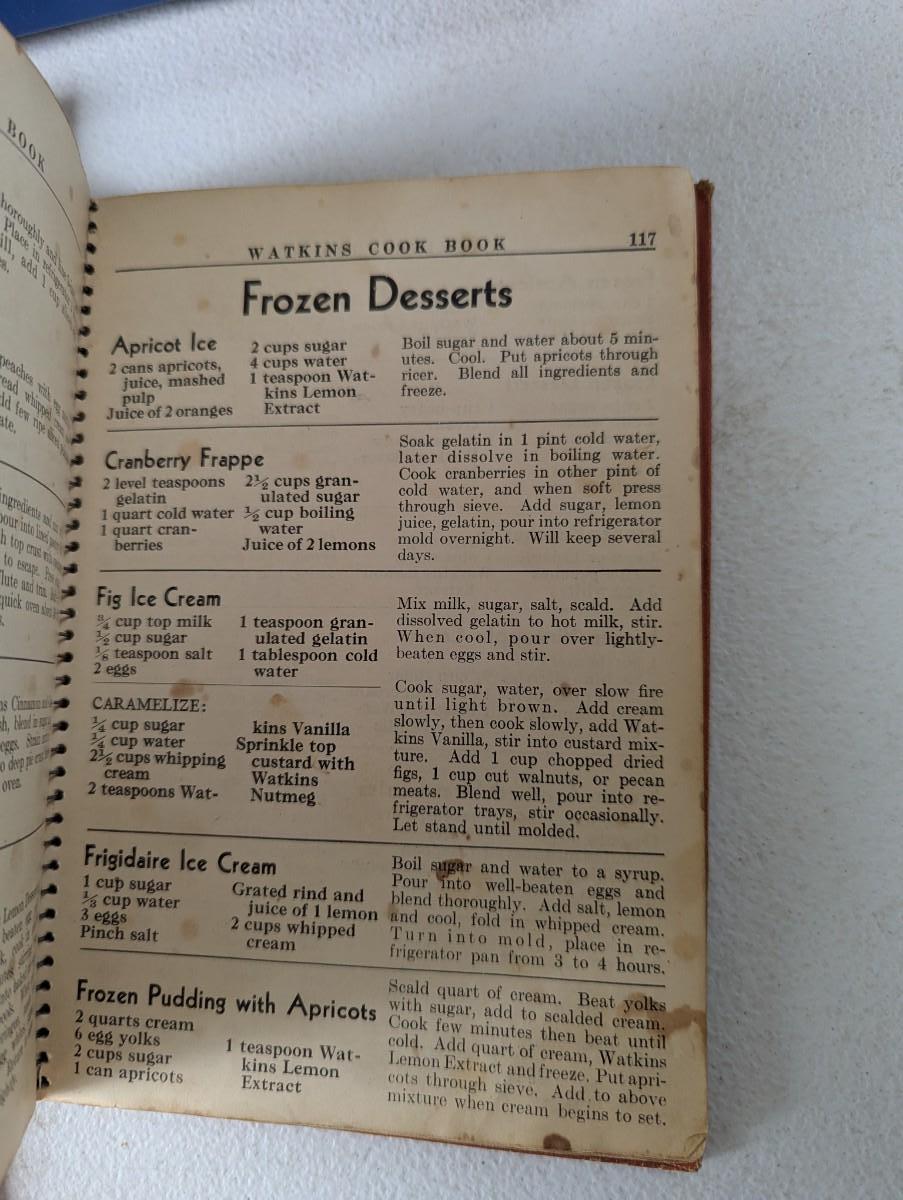 BOOK
WATKINS COOK BOOK 117
Frozen Desserts
Apricot Ice
2 cans apricots,
juice, mashed
pulp
Juice of 2 oranges
2 cups sugar
4 cups water
1 teaspoon Wat-
kins Lemon
Extract
Boil sugar and water about 5 min-
utes. Cool. Put apricots through
ricer. Blend all ingredients and
freeze.
Cranberry Frappe
2 level teaspoons
gelatin
1 quart cold water
1 quart cran-
berries
2½ cups gran-
ulated sugar
½ cup boiling
water
Juice of 2 lemons
Soak gelatin in 1 pint cold water,
later dissolve in boiling water.
Cook cranberries in other pint of
cold water, and when soft press
through sieve. Add sugar, lemon
juice, gelatin, pour into refrigerator
mold overnight. Will keep several
days.
Fig Ice Cream
¾ cup top milk
½ cup sugar
⅛ teaspoon salt
2 eggs
1 teaspoon gran-
ulated gelatin
1 tablespoon cold
water
Mix milk, sugar, salt, scald. Add
dissolved gelatin to hot milk, stir.
When cool, pour over lightly-
beaten eggs and stir.
CARAMELIZE:
¼ cup sugar
¼ cup water
2½ cups whipping
cream
2 teaspoons Wat-
kins Vanilla
Sprinkle top
custard with
Watkins
Nutmeg
Cook sugar, water, over slow fire
until light brown. Add cream
slowly, then cook slowly, add Wat-
kins Vanilla, stir into custard mix-
ture. Add 1 cup chopped dried
figs, 1 cup cut walnuts, or pecan
meats. Blend well, pour into re-
frigerator trays, stir occasionally.
Let stand until molded.
Frigidaire Ice Cream
1 cup sugar
⅓ cup water
3 eggs
Pinch salt
Grated rind and
juice of 1 lemon
2 cups whipped
cream
Boil sugar and water to a syrup.
Pour into well-beaten eggs and
blend thoroughly. Add salt, lemon
and cool, fold in whipped cream.
Turn into mold, place in re-
frigerator pan from 3 to 4 hours.
Frozen Pudding with Apricots
2 quarts cream
6 egg yolks
2 cups sugar
1 can apricots
1 teaspoon Wat-
kins Lemon
Extract
Scald quart of cream. Beat yolks
with sugar, add to scalded cream.
Cook few minutes then beat until
cold. Add quart of cream, Watkins
Lemon Extract and freeze. Put apri-
cots through sieve. Add to above
mixture when cream begins to set.